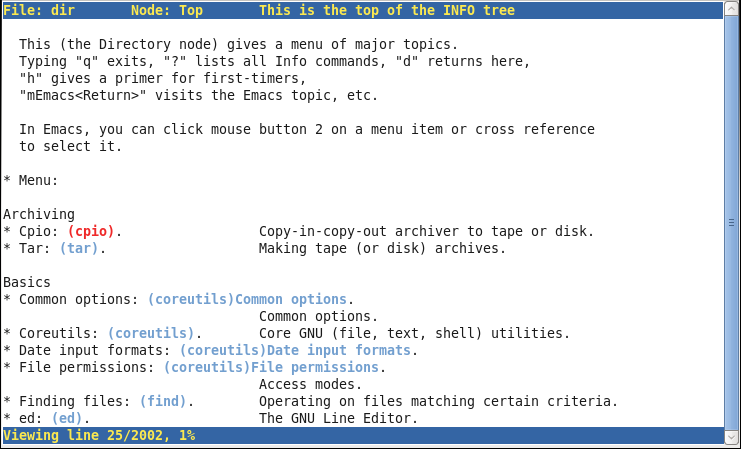 File: dir       Node: Top       This is the top of the INFO tree
This (the Directory node) gives a menu of major topics.
Typing "q" exits, "?" lists all Info commands, "d" returns here,
"h" gives a primer for first-timers,
"mEmacs<Return>" visits the Emacs topic, etc.
In Emacs, you can click mouse button 2 on a menu item or cross reference
to select it.
* Menu:
Archiving
* Cpio: (cpio).                 Copy-in-copy-out archiver to tape or disk.
* Tar: (tar).                   Making tape (or disk) archives.
Basics
* Common options: (coreutils)Common options.
Common options.
* Coreutils: (coreutils).       Core GNU (file, text, shell) utilities.
* Date input formats: (coreutils)Date input formats.
* File permissions: (coreutils)File permissions.
Access modes.
* Finding files: (find).        Operating on files matching certain criteria.
* ed: (ed).                     The GNU Line Editor.
Viewing line 25/2002, 1%